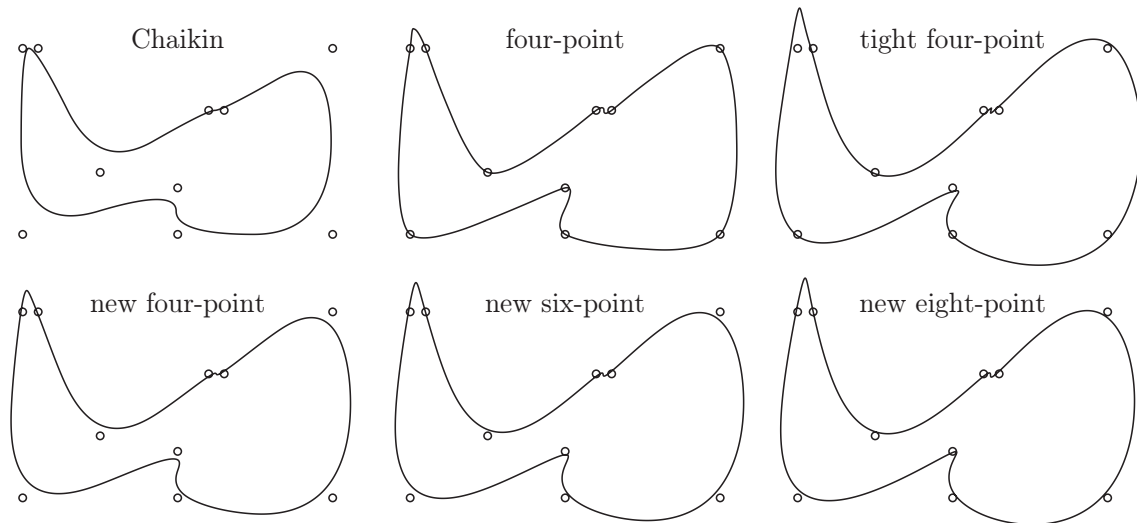 Chaikin
four-point
tight four-point
new four-point
new six-point
new eight-point